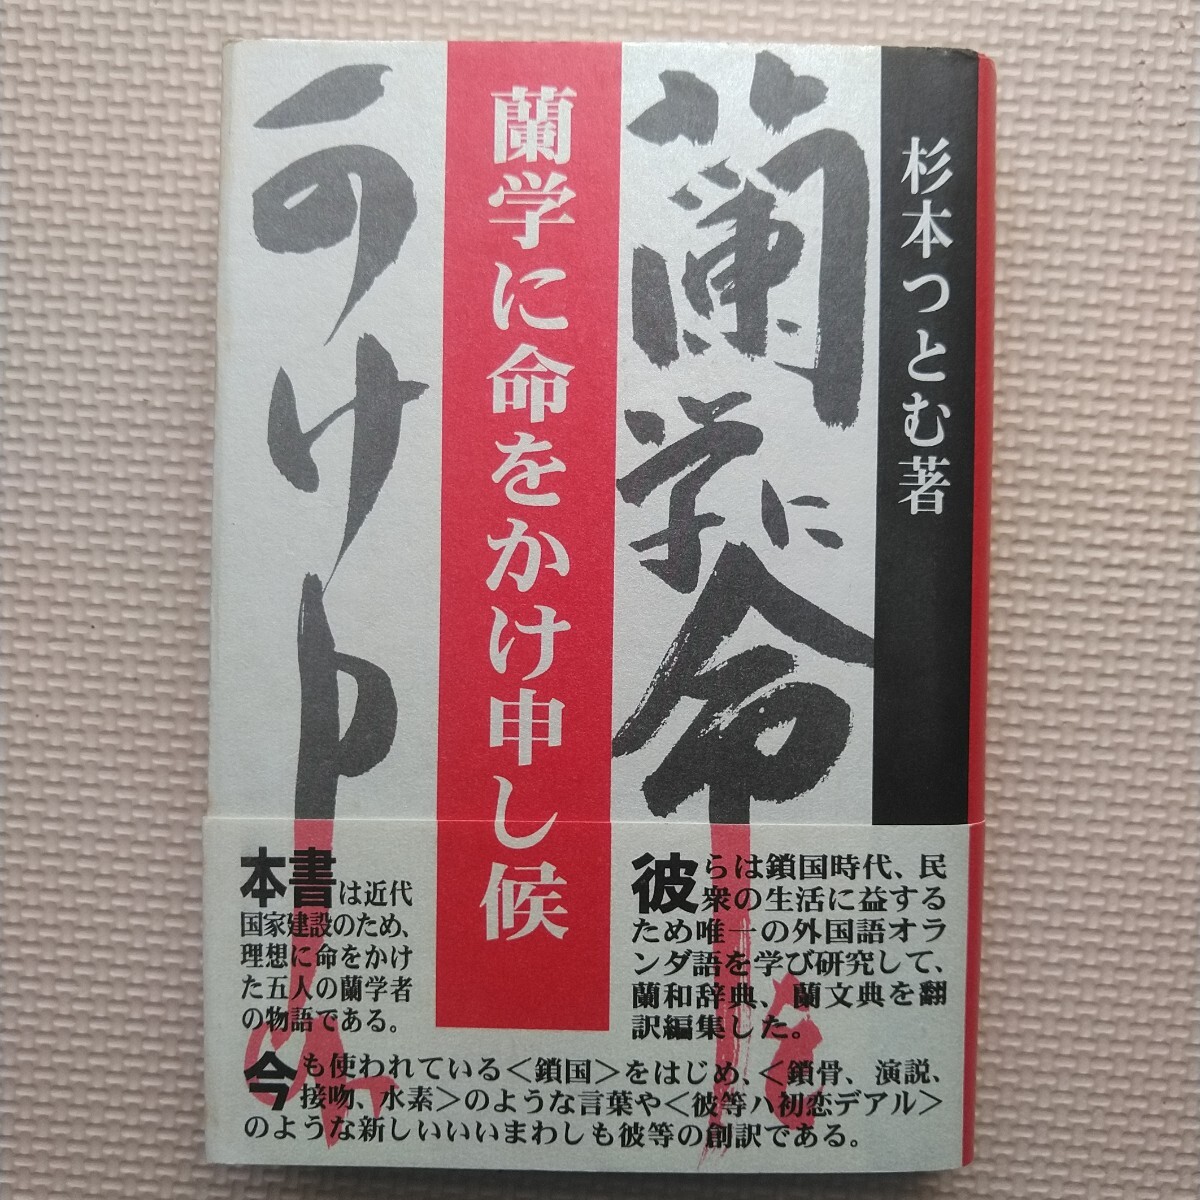 杉本つとむ著
蘭学に命
をかけ申し候
蘭学に命をかけ申し候
彼らは鎖国時代、民
衆の生活に益する
ため唯一の外国語オラ
ンダ語を学び研究して、
蘭和辞典、蘭文典を翻
訳編集した。
本書は近代
国家建設のため、
理想に命をかけ
た五人の蘭学者
の物語である。
今も使われている＜鎖国＞をはじめ、＜鎖骨、演説、
接吻、水素＞のような言葉や＜彼等ハ初恋デアル＞
のような新しいいいまわしも彼等の創訳である。